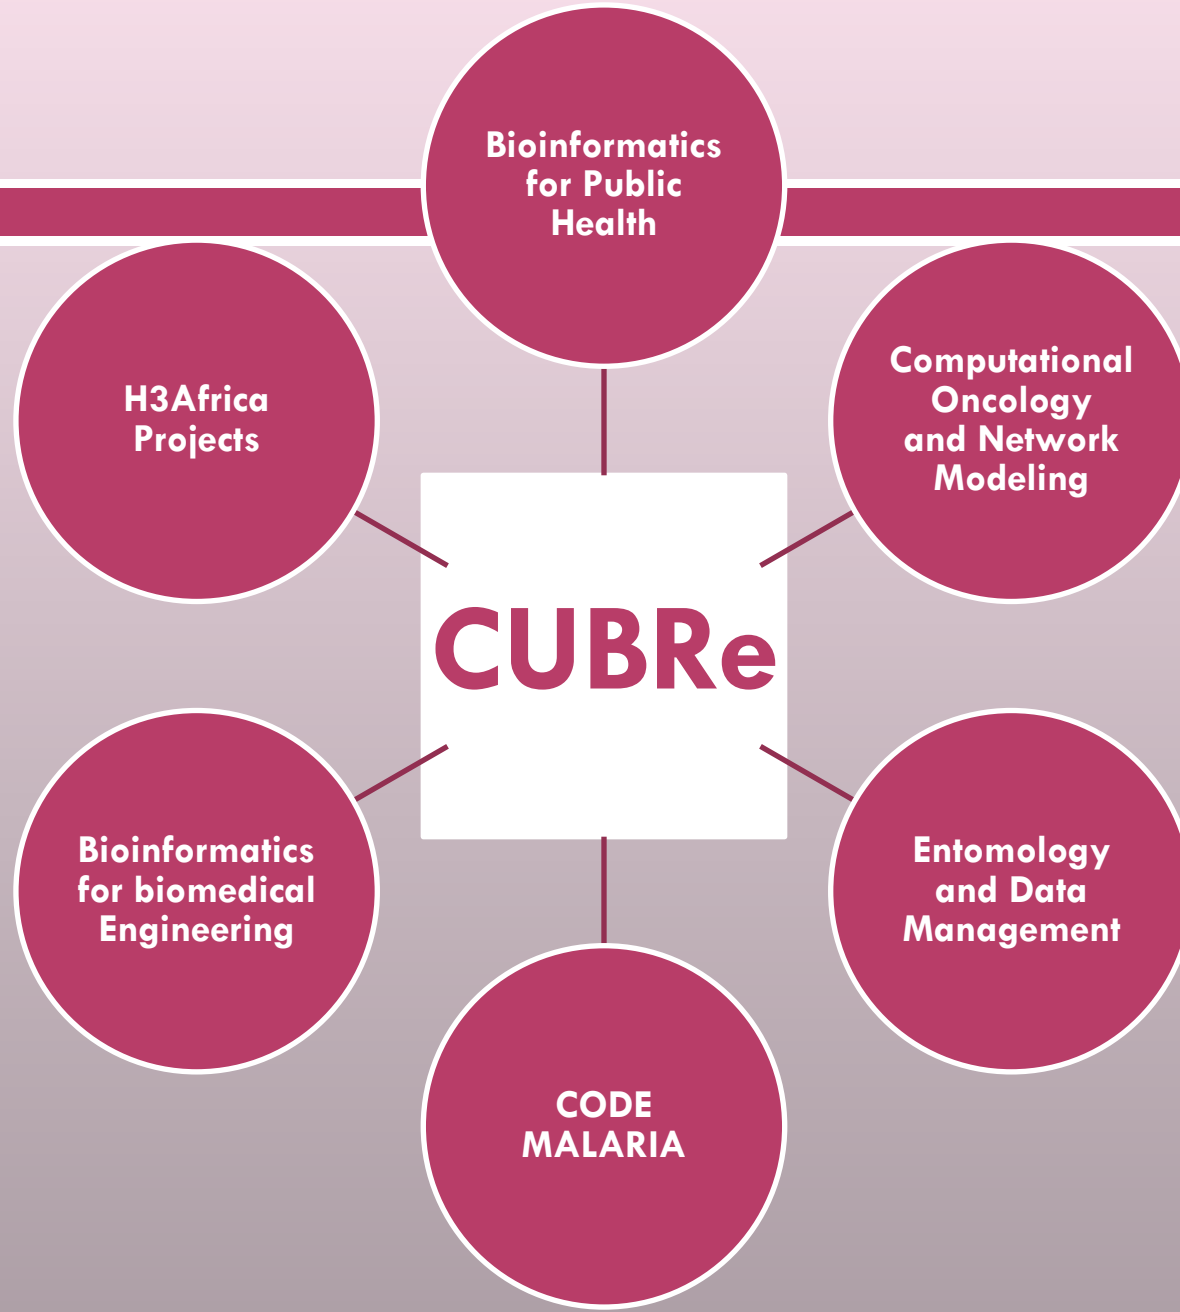 Bioinformatics
for Public
Health
H3Africa
Projects
Computational
Oncology
and Network
Modeling
CUBRe
Bioinformatics
for biomedical
Engineering
Entomology
and Data
Management
CODE
MALARIA